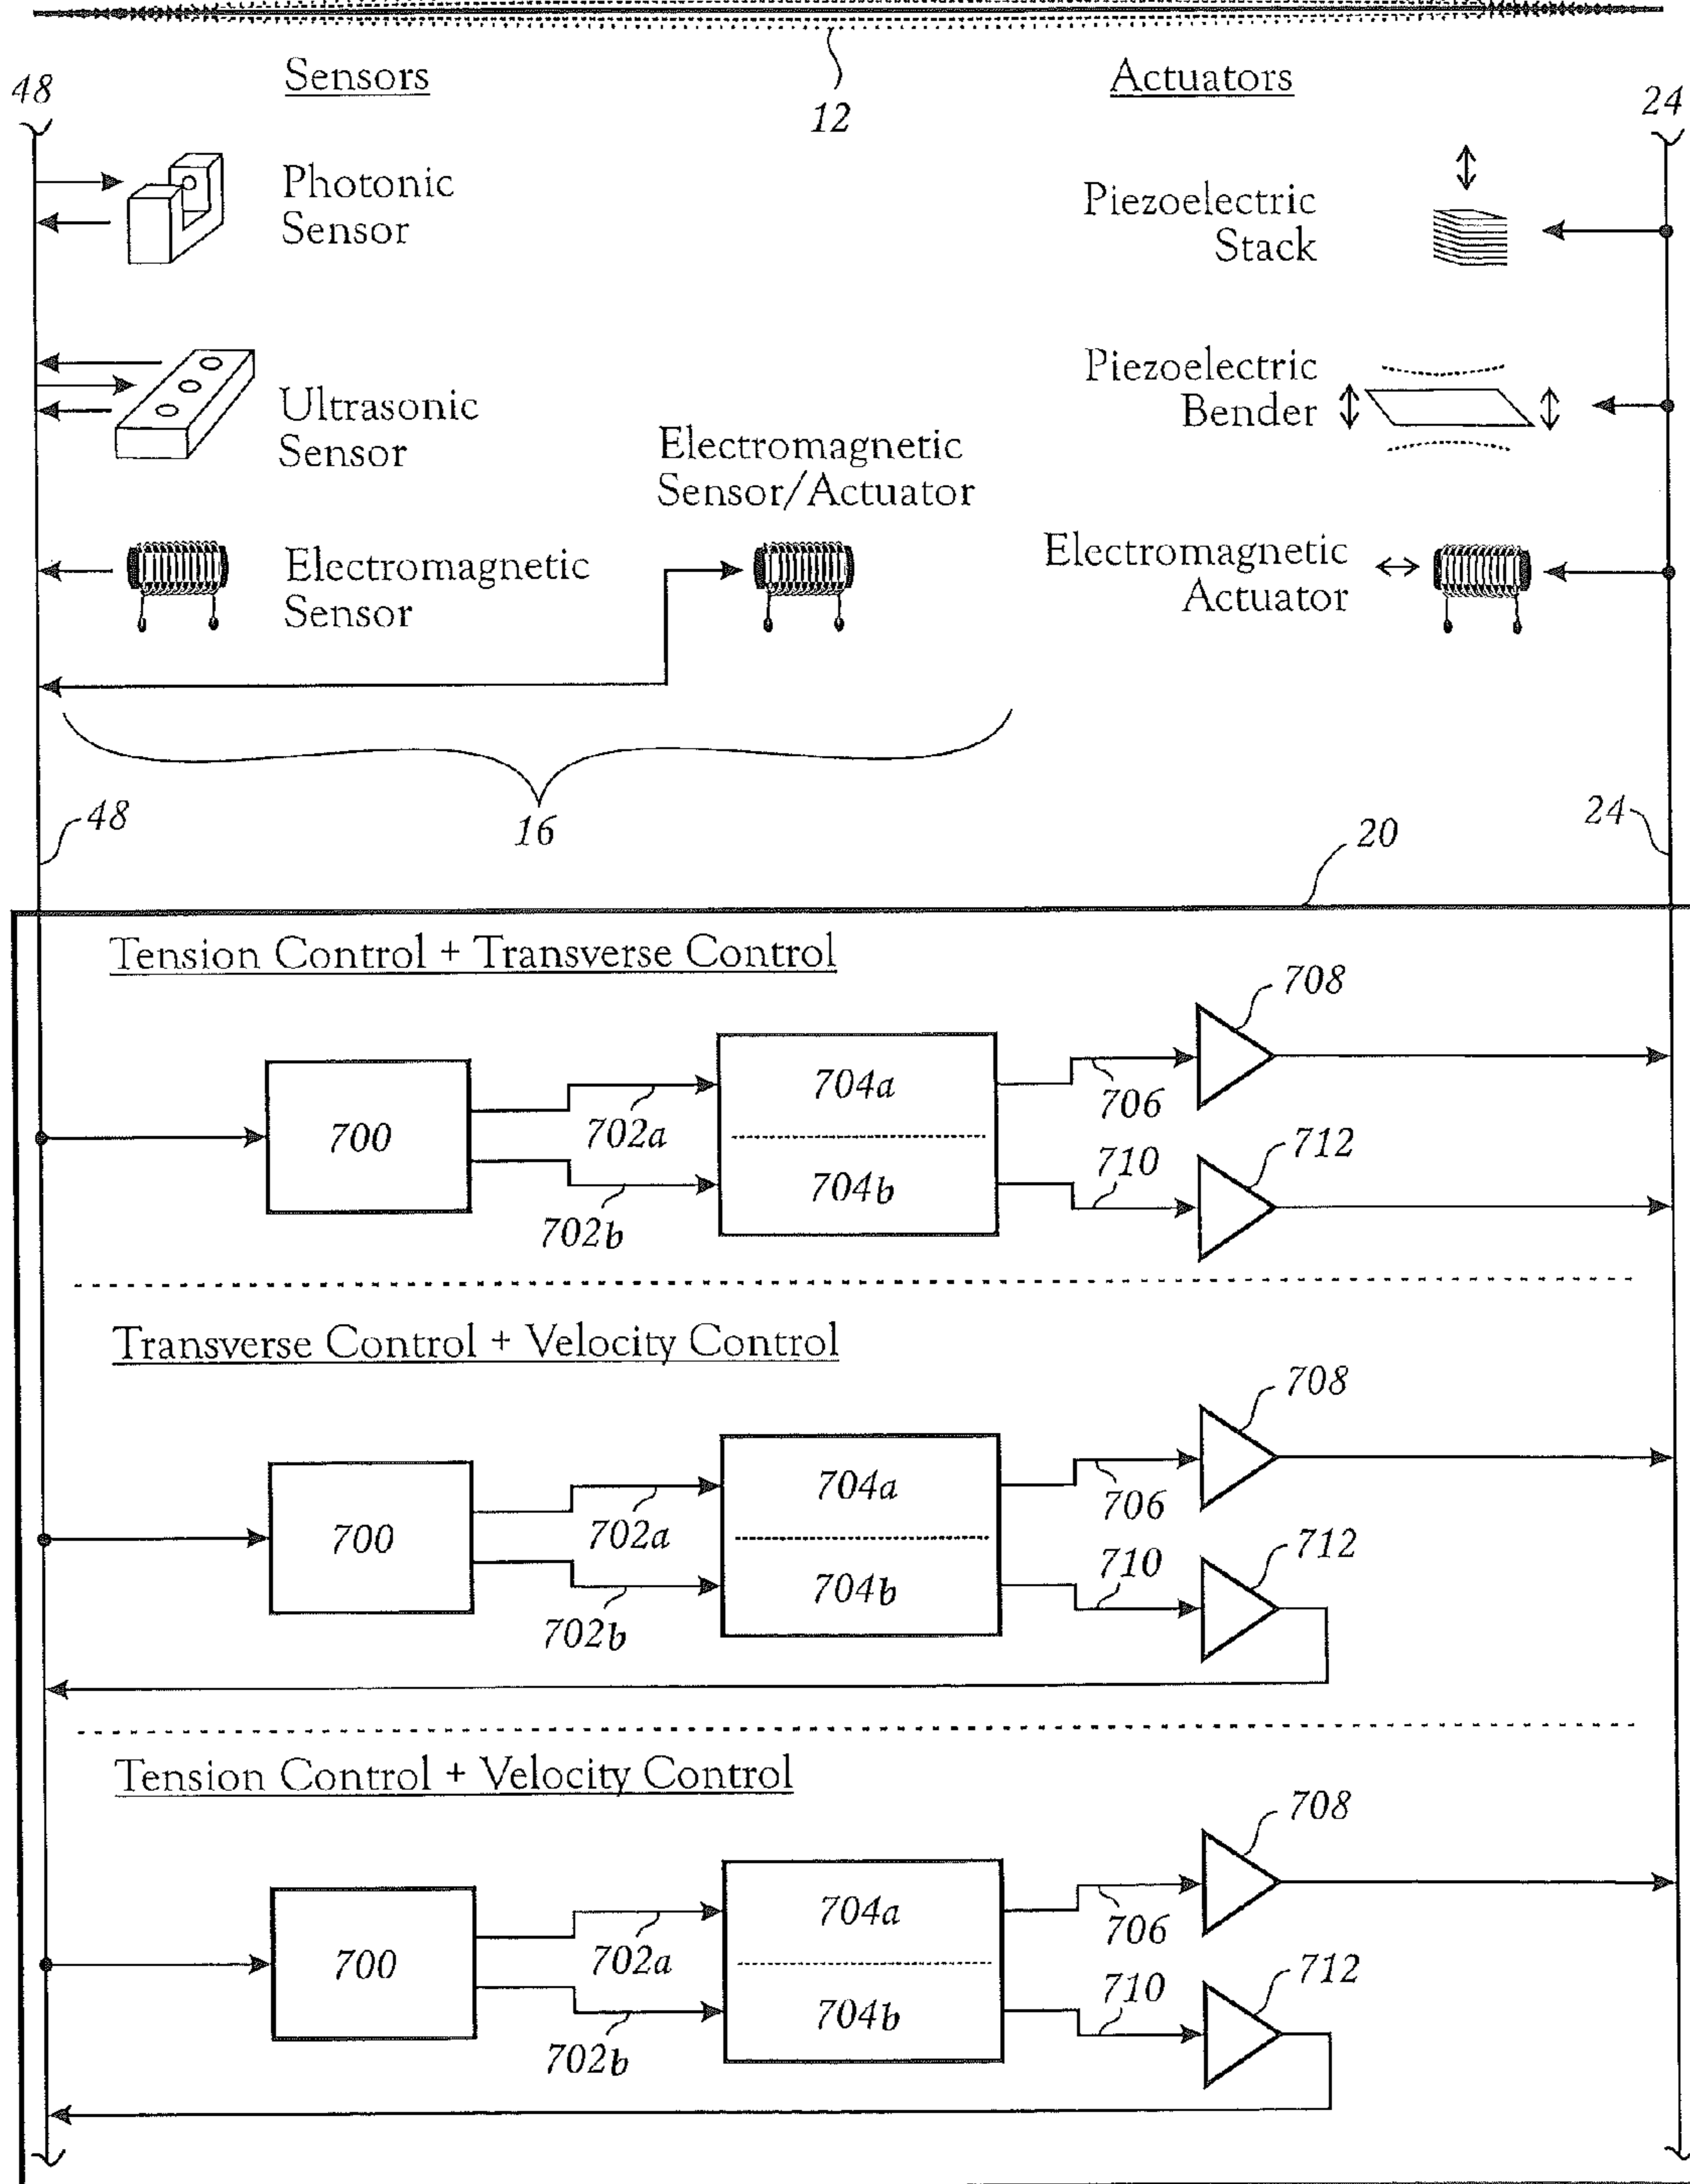 12
48
Sensors
Actuators
24
Photonic
Sensor
Piezoelectric
Stack
Ultrasonic
Sensor
Electromagnetic
Sensor/Actuator
Piezoelectric
Bender
Electromagnetic
Sensor
Electromagnetic
Actuator
48
16
20
24
Tension Control + Transverse Control
700
702a
702b
704a
704b
706
708
710
712
Transverse Control + Velocity Control
700
702a
702b
704a
704b
706
708
710
712
Tension Control + Velocity Control
700
702a
702b
704a
704b
706
708
710
712